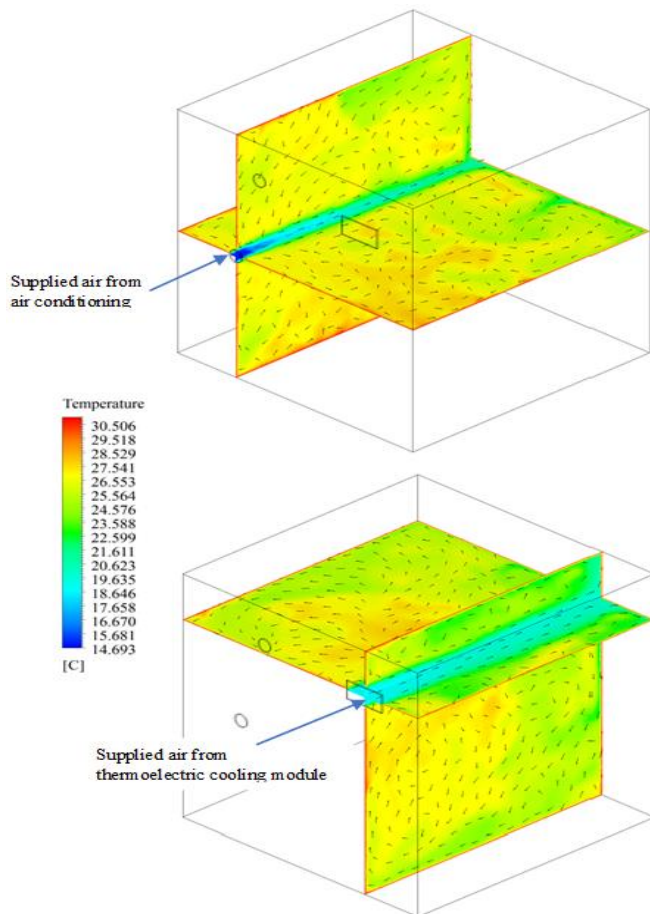 Supplied air from
air conditioning
Temperature
30.506
29.518
28.529
27.541
26.553
25.564
24.576
23.588
22.599
21.611
20.623
19.635
18.646
17.658
16.670
15.681
14.693
[C]
Supplied air from
thermoelectric cooling module